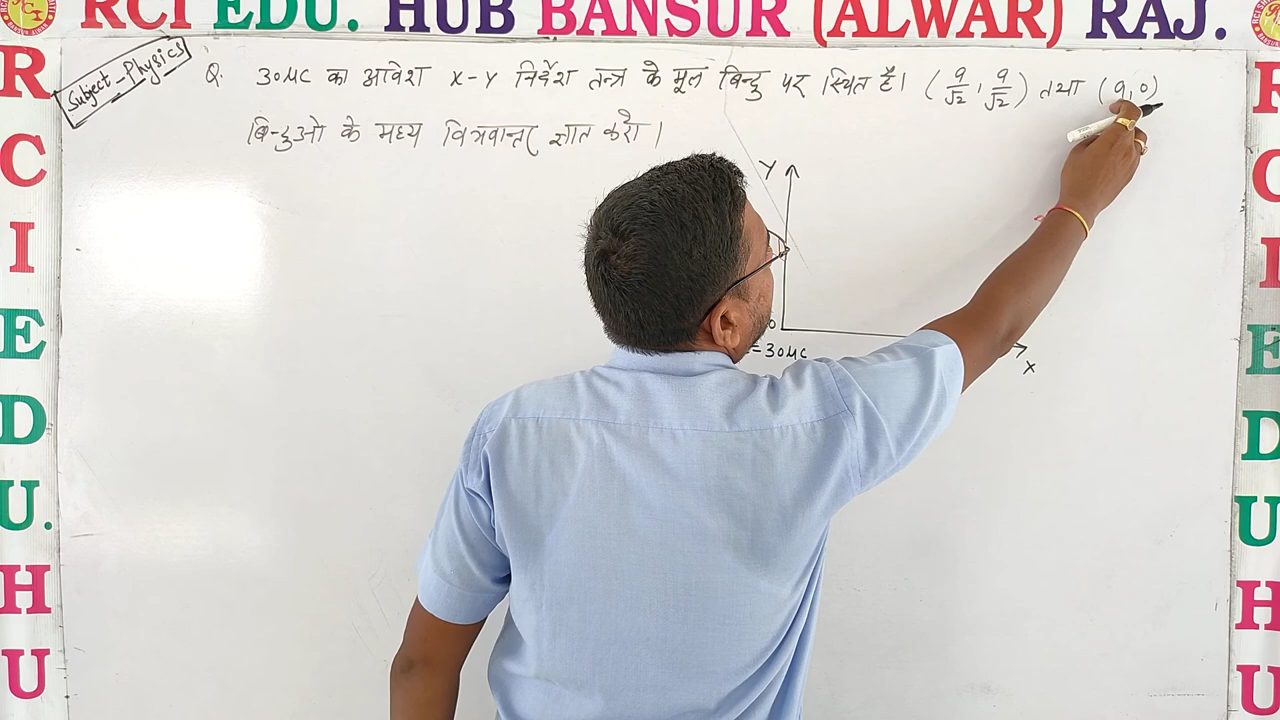 RCI EDU. HUB BANSUR (ALWAR) RAJ.
Subject-Physics
Q. 30μC का आवेश X-Y निर्देश तन्त्र के मूल बिन्दु पर स्थित है। (a/√2, a/√2) तथा (a,0)
बिन्दुओ के मध्य विभवान्तर ज्ञात करो।
Y
0
=30μC
X
R
C
I
E
D
U.
H
U
R
C
I
E
D
U
H
U